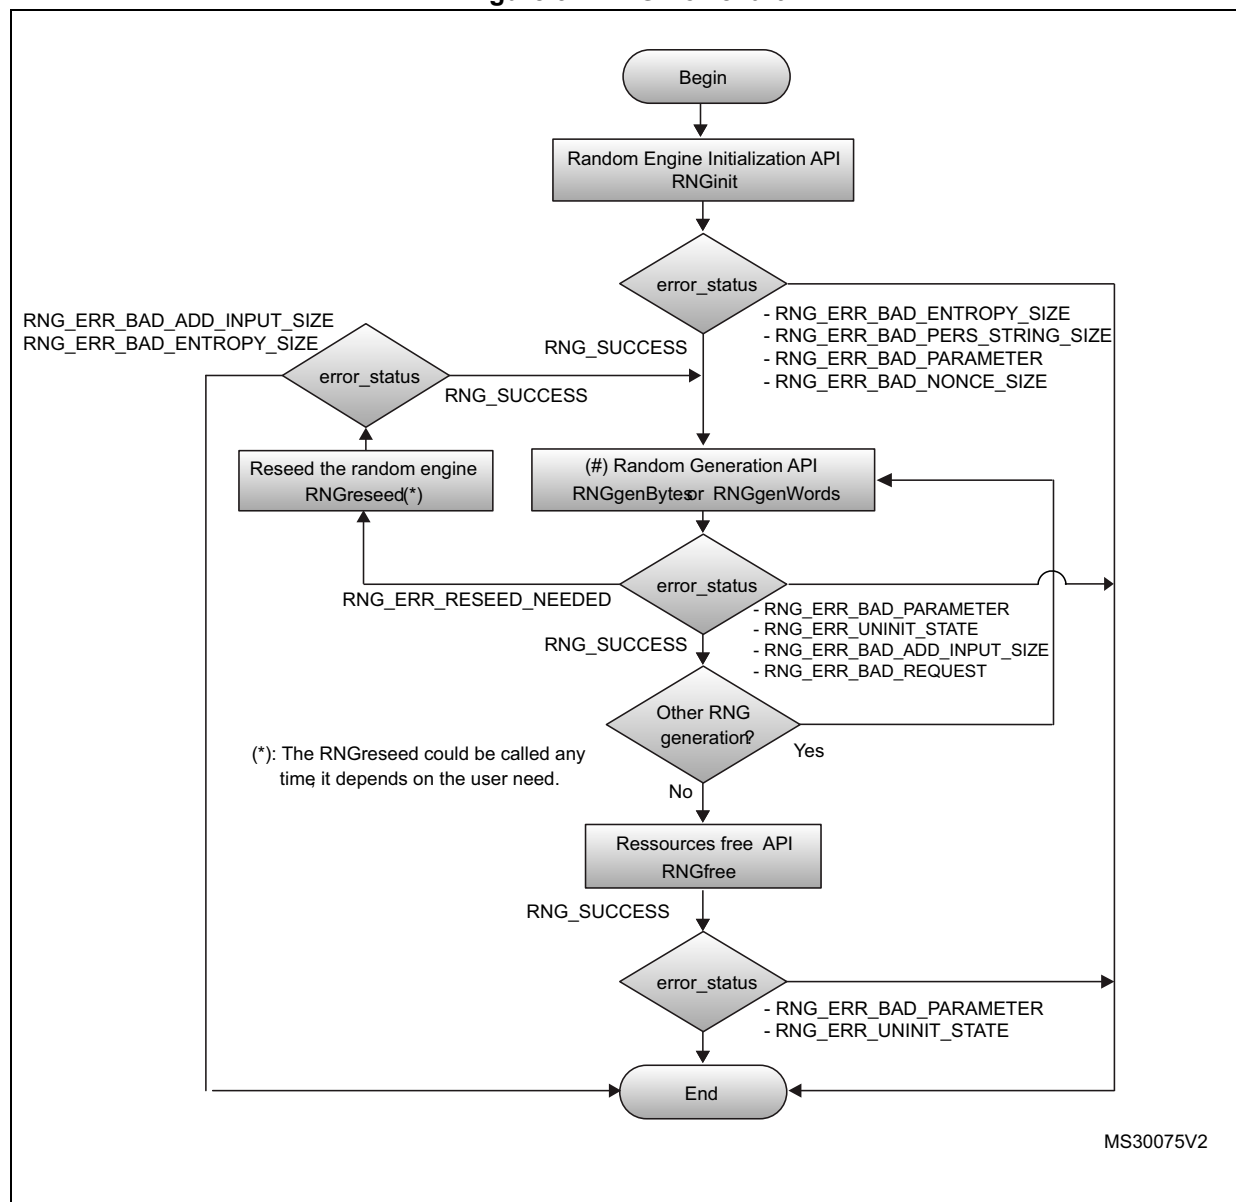 Begin
Random Engine Initialization API
RNGinit
error_status
- RNG_ERR_BAD_ENTROPY_SIZE
- RNG_ERR_BAD_PERS_STRING_SIZE
- RNG_ERR_BAD_PARAMETER
- RNG_ERR_BAD_NONCE_SIZE
RNG_SUCCESS
RNG_ERR_BAD_ADD_INPUT_SIZE
RNG_ERR_BAD_ENTROPY_SIZE
error_status
RNG_SUCCESS
Reseed the random engine
RNGreseed(*)
(#) Random Generation API
RNGgenBytes or RNGgenWords
error_status
RNG_ERR_RESEED_NEEDED
- RNG_ERR_BAD_PARAMETER
- RNG_ERR_UNINIT_STATE
- RNG_ERR_BAD_ADD_INPUT_SIZE
- RNG_ERR_BAD_REQUEST
RNG_SUCCESS
Other RNG
generation?
Yes
(*): The RNGreseed could be called any
time, it depends on the user need.
No
Ressources free API
RNGfree
RNG_SUCCESS
error_status
- RNG_ERR_BAD_PARAMETER
- RNG_ERR_UNINIT_STATE
End
MS30075V2